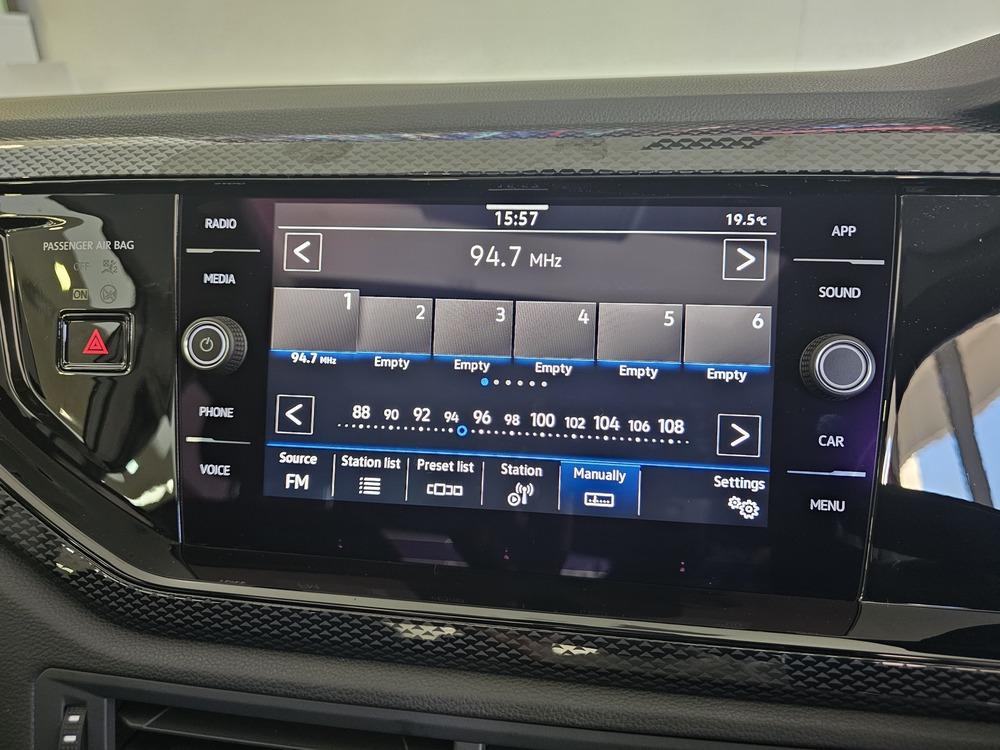 RADIO
MEDIA
PHONE
VOICE
PASSENGER AIR BAG
OFF
ON
15:57
19.5°C
<
94.7 MHz
>
1 2 3 4 5 6
94.7 MHz Empty Empty Empty Empty Empty
<
88 90 92 94 96 98 100 102 104 106 108
>
Source Station list Preset list Station Manually Settings
FM
APP
SOUND
CAR
MENU